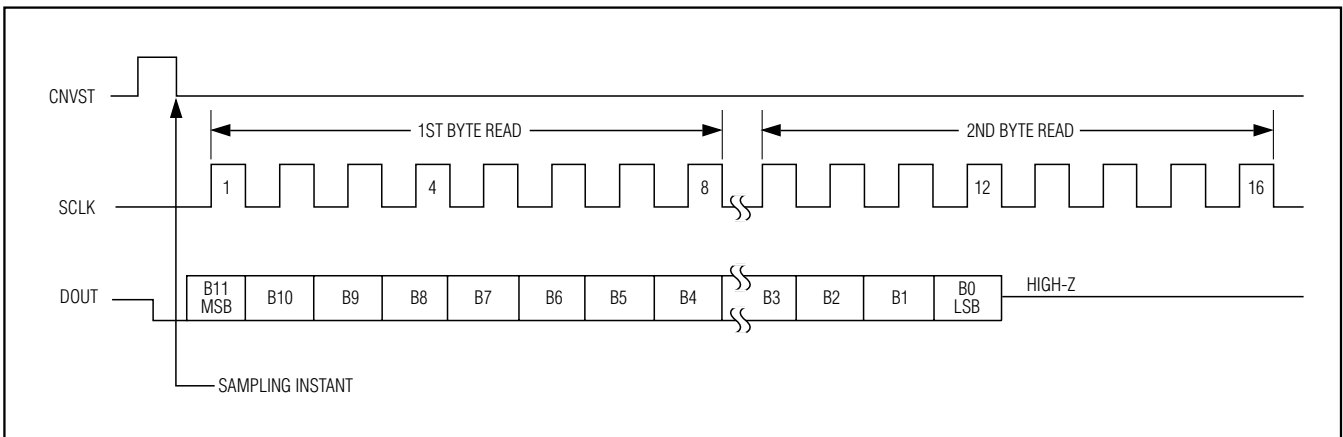 CNVST
1ST BYTE READ
2ND BYTE READ
SCLK
1
4
8
12
16
DOUT
B11
MSB
B10
B9
B8
B7
B6
B5
B4
B3
B2
B1
B0
LSB
HIGH-Z
SAMPLING INSTANT